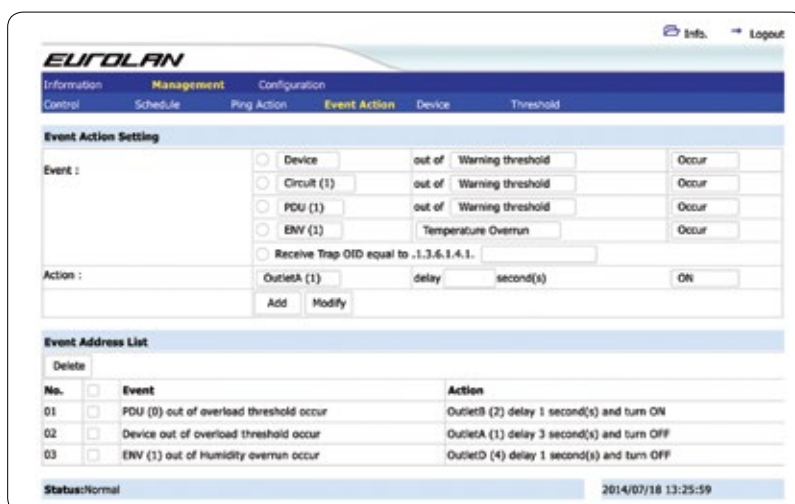 Info. → Logout
EUROLAN
Information Management Configuration
Control Schedule Ping Action Event Action Device Threshold
Event Action Setting
Event :
Device out of Warning threshold Occur
Circuit (1) out of Warning threshold Occur
PDU (1) out of Warning threshold Occur
ENV (1) Temperature Overrun Occur
Receive Trap OID equal to .1.3.6.1.4.1.
Action : OutletA (1) delay second(s) ON
Add Modify
Event Address List
Delete
No. Event Action
01 PDU (0) out of overload threshold occur OutletB (2) delay 1 second(s) and turn ON
02 Device out of overload threshold occur OutletA (1) delay 3 second(s) and turn OFF
03 ENV (1) out of Humidity overrun occur OutletD (4) delay 1 second(s) and turn OFF
Status:Normal 2014/07/18 13:25:59